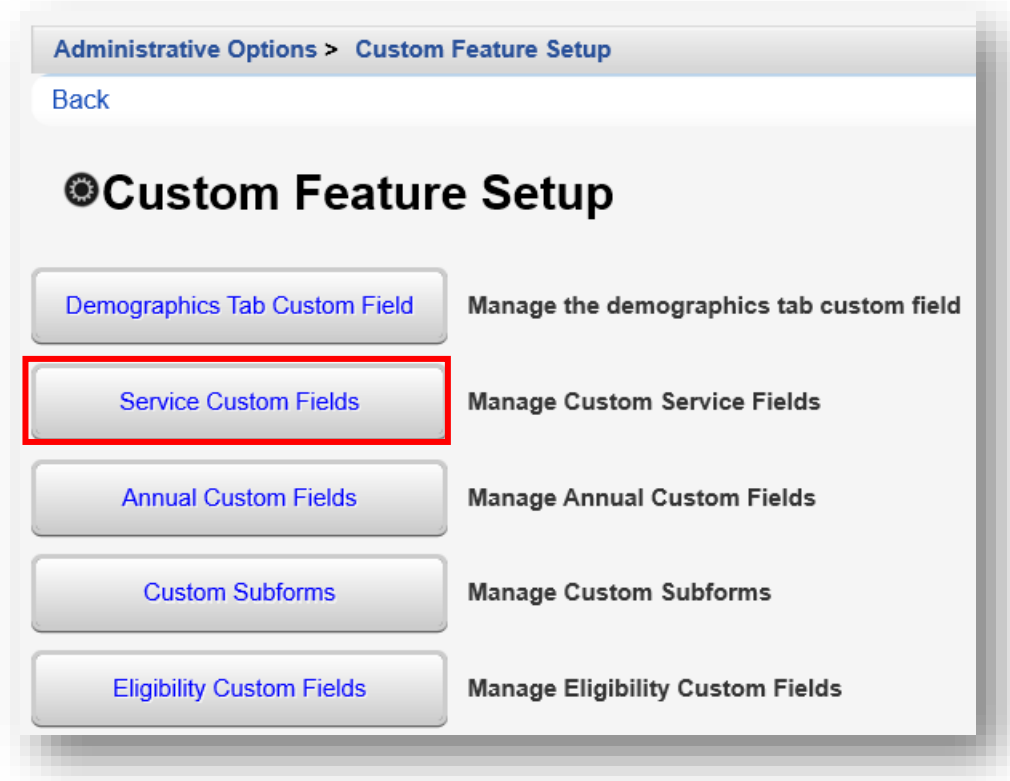 Administrative Options > Custom Feature Setup
Back
Custom Feature Setup
Demographics Tab Custom Field Manage the demographics tab custom field
Service Custom Fields Manage Custom Service Fields
Annual Custom Fields Manage Annual Custom Fields
Custom Subforms Manage Custom Subforms
Eligibility Custom Fields Manage Eligibility Custom Fields